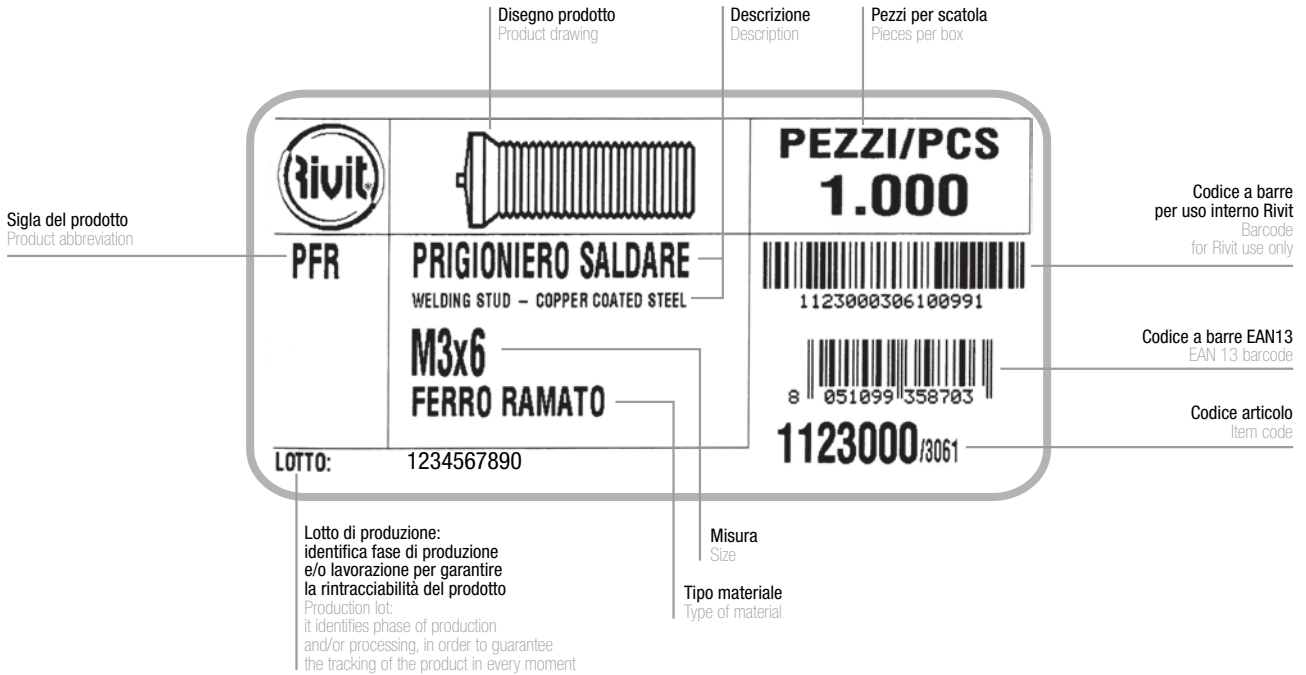 Disegno prodotto
Product drawing
Descrizione
Description
Pezzi per scatola
Pieces per box
Rivit®
PEZZI/PCS
1.000
Sigla del prodotto
Product abbreviation
PFR
PRIGIONIERO SALDARE
WELDING STUD – COPPER COATED STEEL
M3x6
FERRO RAMATO
1123000306100991
8 051099 358703
1123000/3061
LOTTO: 1234567890
Codice a barre
per uso interno Rivit
Barcode
for Rivit use only
Codice a barre EAN13
EAN 13 barcode
Codice articolo
Item code
Lotto di produzione:
identifica fase di produzione
e/o lavorazione per garantire
la rintracciabilità del prodotto
Production lot:
it identifies phase of production
and/or processing, in order to guarantee
the tracking of the product in every moment
Misura
Size
Tipo materiale
Type of material